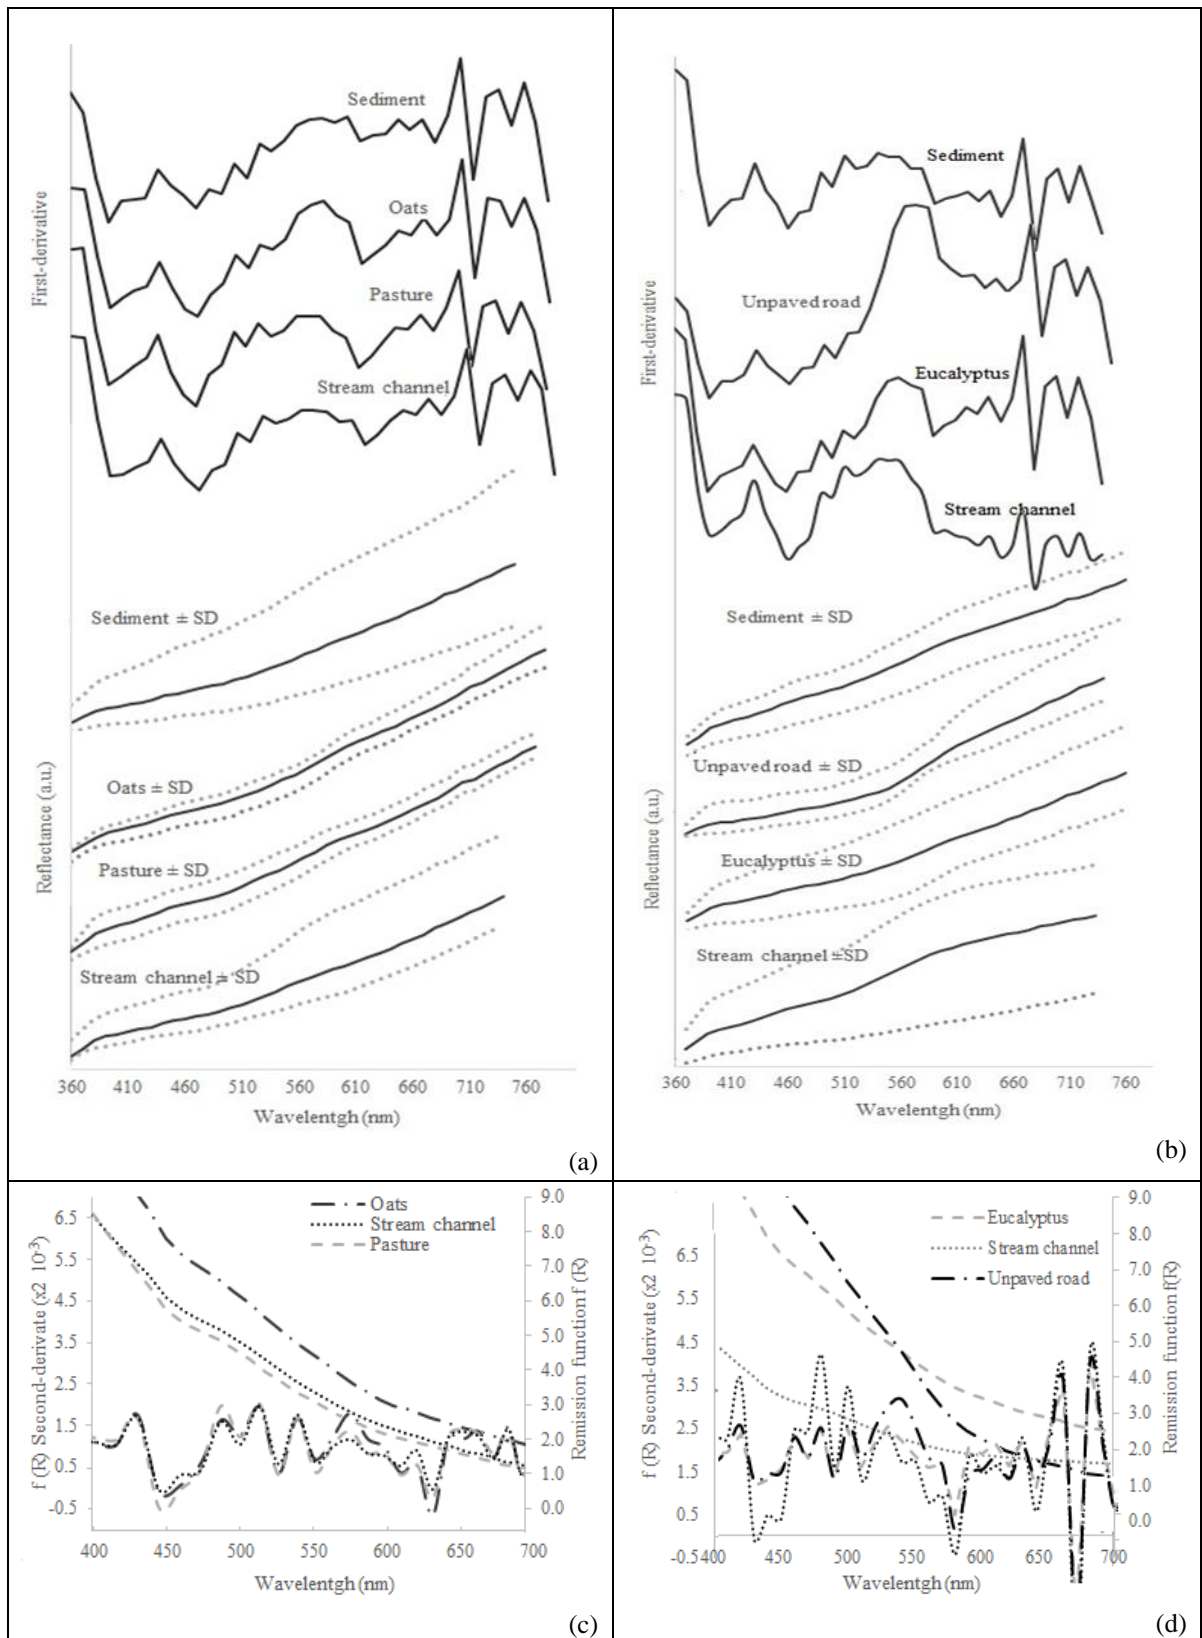 First-derivative
Sediment
Oats
Pasture
Stream channel
Reflectance (a.u.)
Sediment ± SD
Oats ± SD
Pasture ± SD
Stream channel ± SD
360 410 460 510 560 610 660 710 760
Wavelentgh (nm)
(a)
First-derivative
Sediment
Unpaved road
Eucalyptus
Stream channel
Reflectance (a.u.)
Sediment ± SD
Unpaved road ± SD
Eucalyptus ± SD
Stream channel ±SD
360 410 460 510 560 610 660 710 760
Wavelentgh (nm)
(b)
f (R) Second-derivate (x2 10-3)
6.5
5.5
4.5
3.5
2.5
1.5
0.5
-0.5
Oats
Stream channel
Pasture
9.0
8.0
7.0
6.0
5.0
4.0
3.0
2.0
1.0
0.0
Remission function f (R)
400 450 500 550 600 650 700
Wavelentgh (nm)
(c)
f (R) Second-derivate (x2 10-3)
6.5
5.5
4.5
3.5
2.5
1.5
0.5
-0.5
Eucalyptus
Stream channel
Unpaved road
9.0
8.0
7.0
6.0
5.0
4.0
3.0
2.0
1.0
0.0
Remission function f(R)
400 450 500 550 600 650 700
Wavelentgh (nm)
(d)